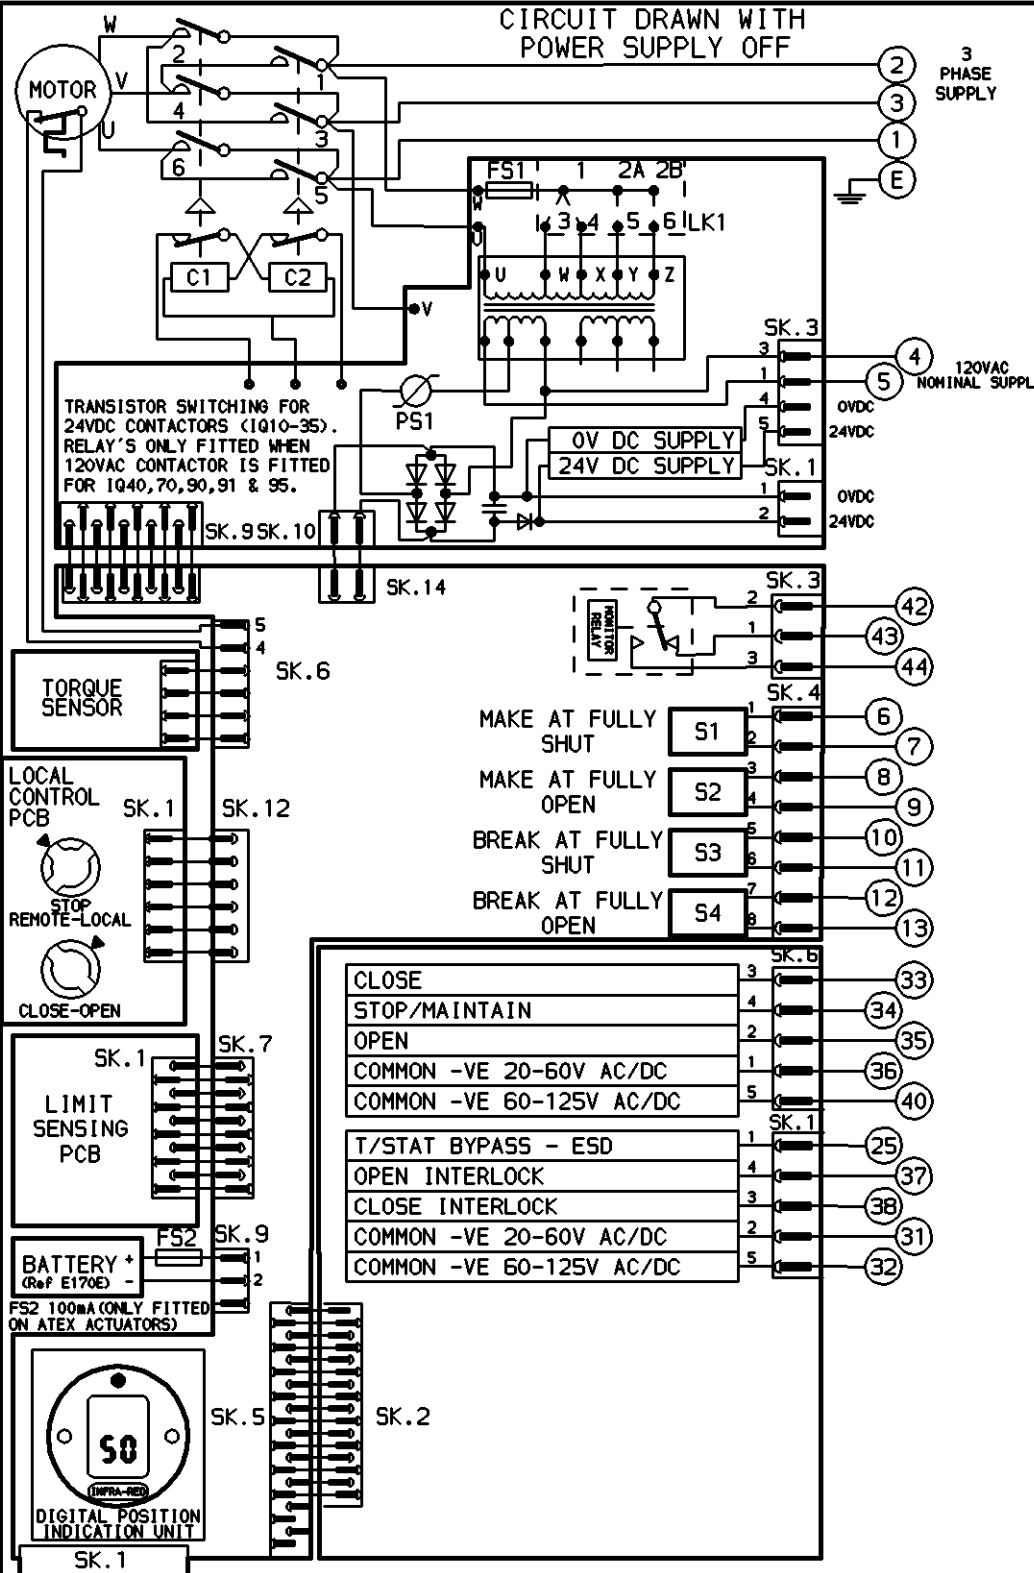 CIRCUIT DRAWN WITH
POWER SUPPLY OFF
W
V
U
MOTOR
2
4
6
1
3
5
2
3
1
E
3
PHASE
SUPPLY
C1
C2
FS1
1
2A
2B
3
4
5
6
LK1
W
U
U
W
X
Y
Z
V
PS1
TRANSISTOR SWITCHING FOR
24VDC CONTACTORS (IQ10-35).
RELAY'S ONLY FITTED WHEN
120VAC CONTACTOR IS FITTED
FOR IQ40,70,90,91 & 95.
SK.3
3
1
4
5
4
5
120VAC
NOMINAL SUPPL
0VDC
24VDC
0V DC SUPPLY
24V DC SUPPLY
SK.1
1
2
0VDC
24VDC
SK.9
SK.10
SK.14
SK.3
MONITOR
RELAY
2
1
3
42
43
44
5
4
SK.6
TORQUE
SENSOR
SK.4
MAKE AT FULLY
SHUT
S1
1
2
6
7
MAKE AT FULLY
OPEN
S2
3
4
8
9
BREAK AT FULLY
SHUT
S3
5
6
10
11
BREAK AT FULLY
OPEN
S4
7
8
12
13
LOCAL
CONTROL
PCB
SK.1
SK.12
STOP
REMOTE-LOCAL
CLOSE-OPEN
SK.6
CLOSE
3
33
STOP/MAINTAIN
4
34
OPEN
2
35
COMMON -VE 20-60V AC/DC
1
36
COMMON -VE 60-125V AC/DC
5
40
SK.1
T/STAT BYPASS - ESD
1
25
OPEN INTERLOCK
4
37
CLOSE INTERLOCK
3
38
COMMON -VE 20-60V AC/DC
2
31
COMMON -VE 60-125V AC/DC
5
32
SK.1
SK.7
LIMIT
SENSING
PCB
FS2
SK.9
BATTERY
(Ref E170E)
+
-
1
2
FS2 100mA(ONLY FITTED
ON ATEX ACTUATORS)
SK.5
SK.2
50
INFRA-RED
DIGITAL POSITION
INDICATION UNIT
SK.1